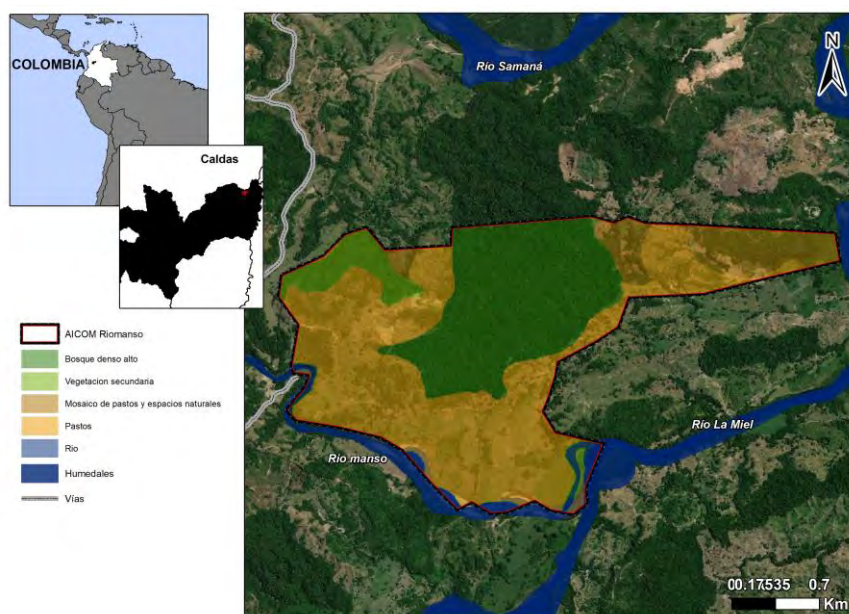 COLOMBIA
Caldas
AICOM Riomanso
Bosque denso alto
Vegetacion secundaria
Mosaico de pastos y espacios naturales
Pastos
Rio
Humedales
Vías
Río Samaná
N
Río La Miel
Río manso
00.17535 0.7
Km